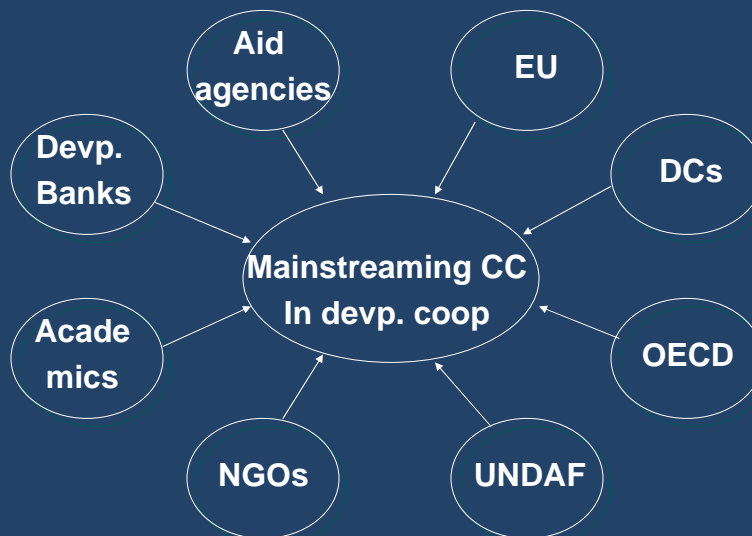 Aid
agencies
EU
Devp.
Banks
DCs
Mainstreaming CC
In devp. coop
Acade
mics
OECD
NGOs
UNDAF